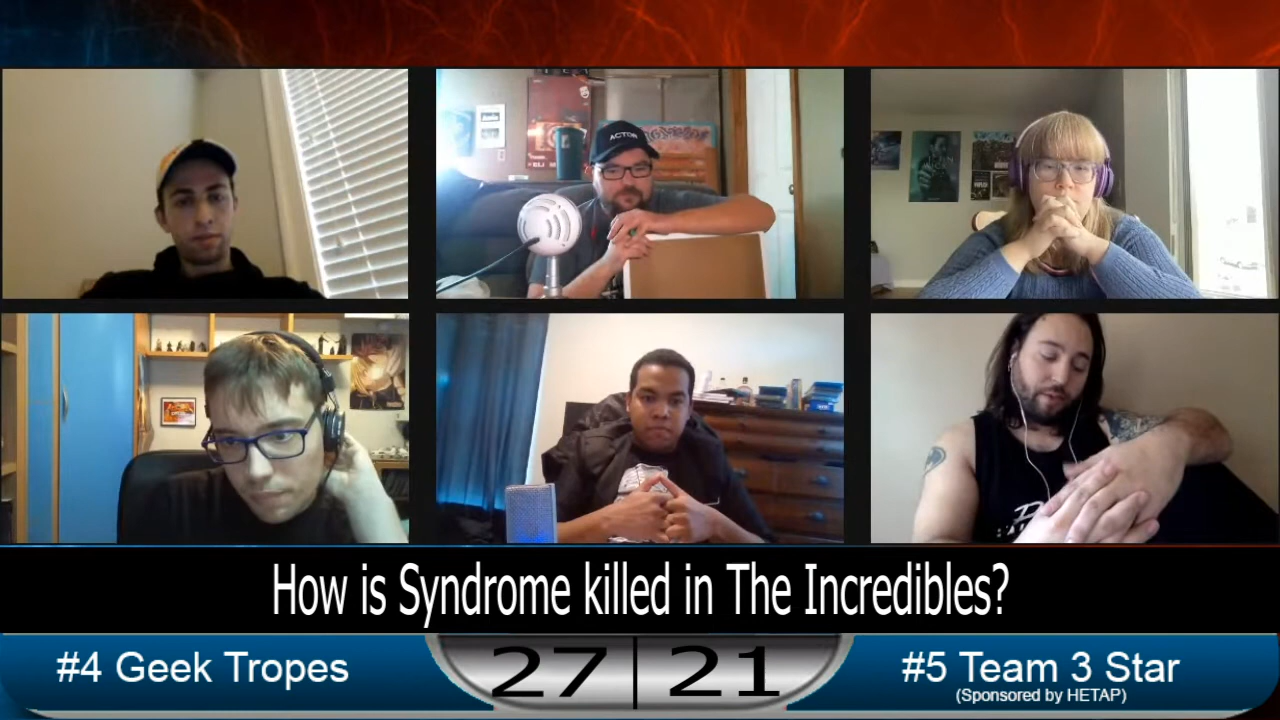 ACTOR
How is Syndrome killed in The Incredibles?
#4 Geek Tropes
27
21
#5 Team 3 Star
(Sponsored by HETAP)